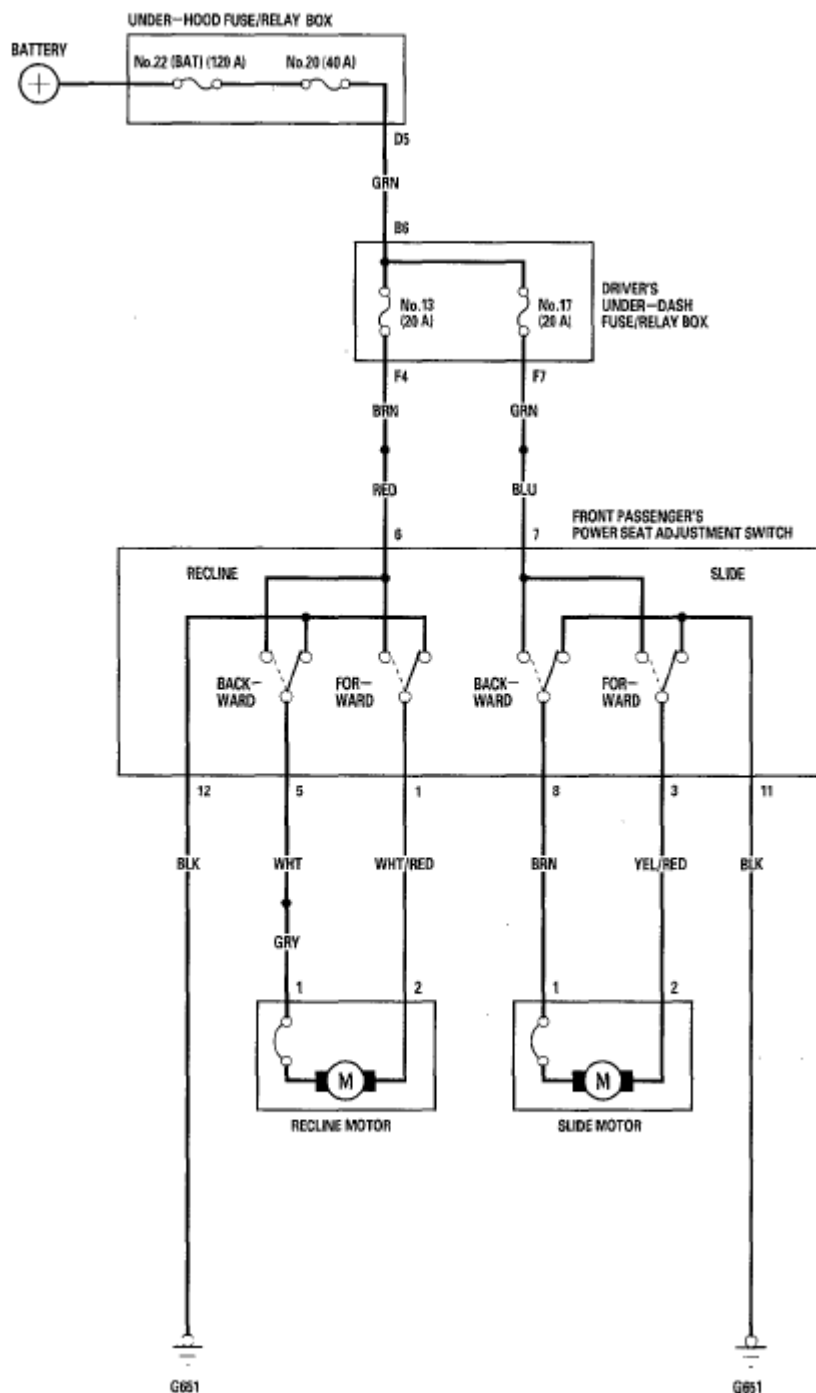 UNDER-HOOD FUSE/RELAY BOX
BATTERY
No.22 (BAT) (120 A)
No.20 (40 A)
+
D5
GRN
B6
No.13
(20 A)
No.17
(20 A)
DRIVER'S
UNDER-DASH
FUSE/RELAY BOX
F4
F7
BRN
GRN
RED
BLU
FRONT PASSENGER'S
POWER SEAT ADJUSTMENT SWITCH
6
7
RECLINE
SLIDE
BACK-
WARD
FOR-
WARD
BACK-
WARD
FOR-
WARD
12
5
1
8
3
11
BLK
WHT
WHT/RED
BRN
YEL/RED
BLK
GRY
1
2
1
2
M
M
RECLINE MOTOR
SLIDE MOTOR
G651
G651